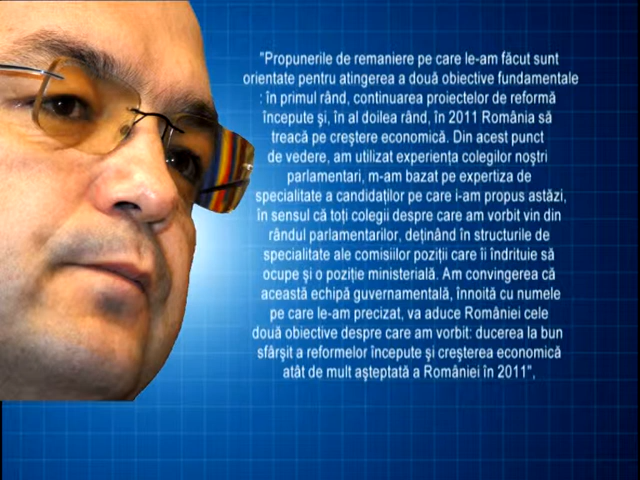 "Propunerile de remaniere pe care le-am făcut sunt
orientate pentru atingerea a două obiective fundamentale
: în primul rând, continuarea proiectelor de reformă
începute şi, în al doilea rând, în 2011 România să
treacă pe creştere economică. Din acest punct
de vedere, am utilizat experienţa colegilor noştri
parlamentari, m-am bazat pe expertiza de
specialitate a candidaţilor pe care i-am propus astăzi,
în sensul că toţi colegii despre care am vorbit vin din
rândul parlamentarilor, deţinând în structurile de
specialitate ale comisiilor poziţii care îi îndrituie să
ocupe şi o poziţie ministerială. Am convingerea că
această echipă guvernamentală, înnoită cu numele
pe care le-am precizat, va aduce României cele
două obiective despre care am vorbit: ducerea la bun
sfârşit a reformelor începute şi creşterea economică
atât de mult aşteptată a României în 2011",